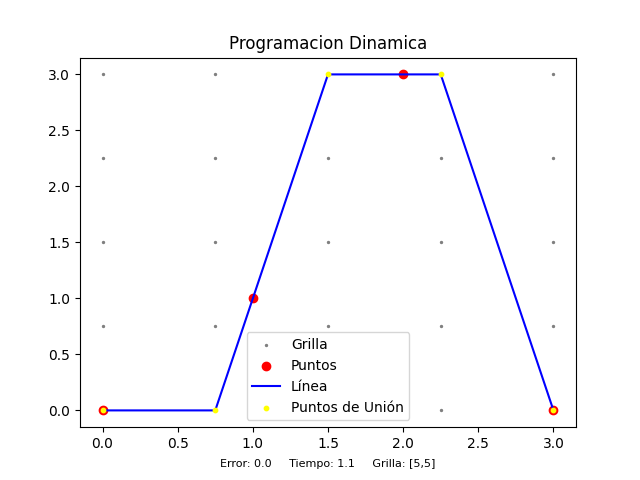 Programacion Dinamica
3.0
2.5
2.0
1.5
1.0
0.5
0.0
Grilla
Puntos
Línea
Puntos de Unión
0.0 0.5 1.0 1.5 2.0 2.5 3.0
Error: 0.0 Tiempo: 1.1 Grilla: [5,5]